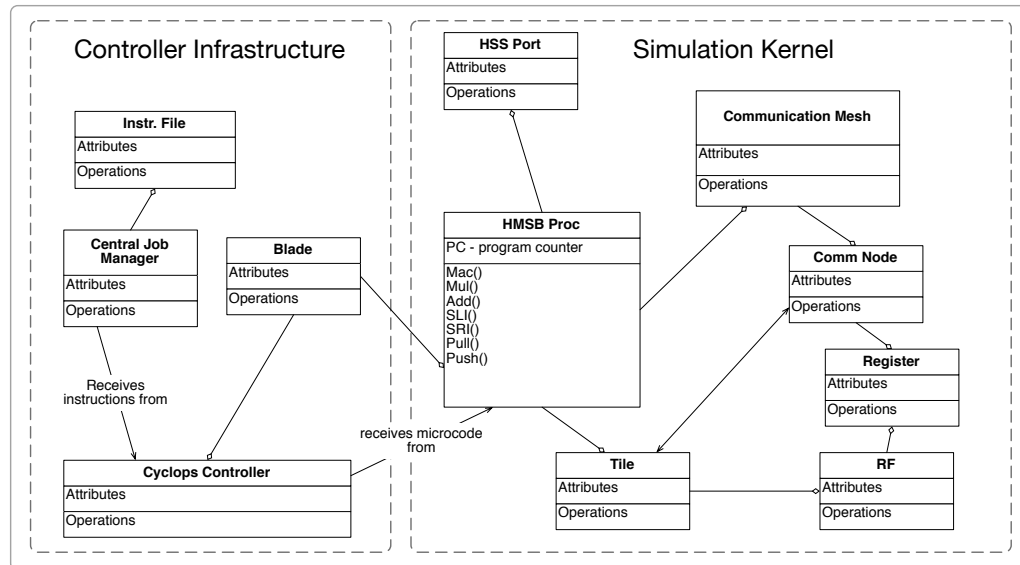 Controller Infrastructure
Instr. File
Attributes
Operations
Central Job
Manager
Attributes
Operations
Blade
Attributes
Operations
Receives
instructions from
Cyclops Controller
Attributes
Operations
receives microcode
from
Simulation Kernel
HSS Port
Attributes
Operations
Communication Mesh
Attributes
Operations
HMSB Proc
PC - program counter
Mac()
Mul()
Add()
SLI()
SRI()
Pull()
Push()
Comm Node
Attributes
Operations
Register
Attributes
Operations
Tile
Attributes
Operations
RF
Attributes
Operations